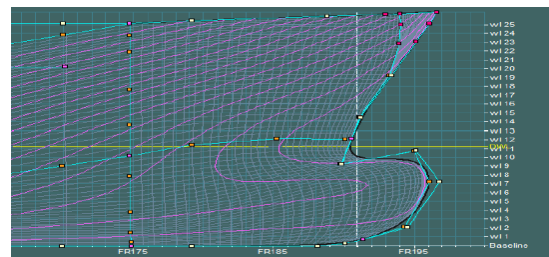 wl 25
wl 24
wl 23
wl 22
wl 21
wl 20
wl 19
wl 18
wl 17
wl 16
wl 15
wl 14
wl 13
wl 12
wl 11
wl 10
wl 9
wl 8
wl 7
wl 6
wl 5
wl 4
wl 3
wl 2
wl 1
Baseline
FR175
FR185
FR195